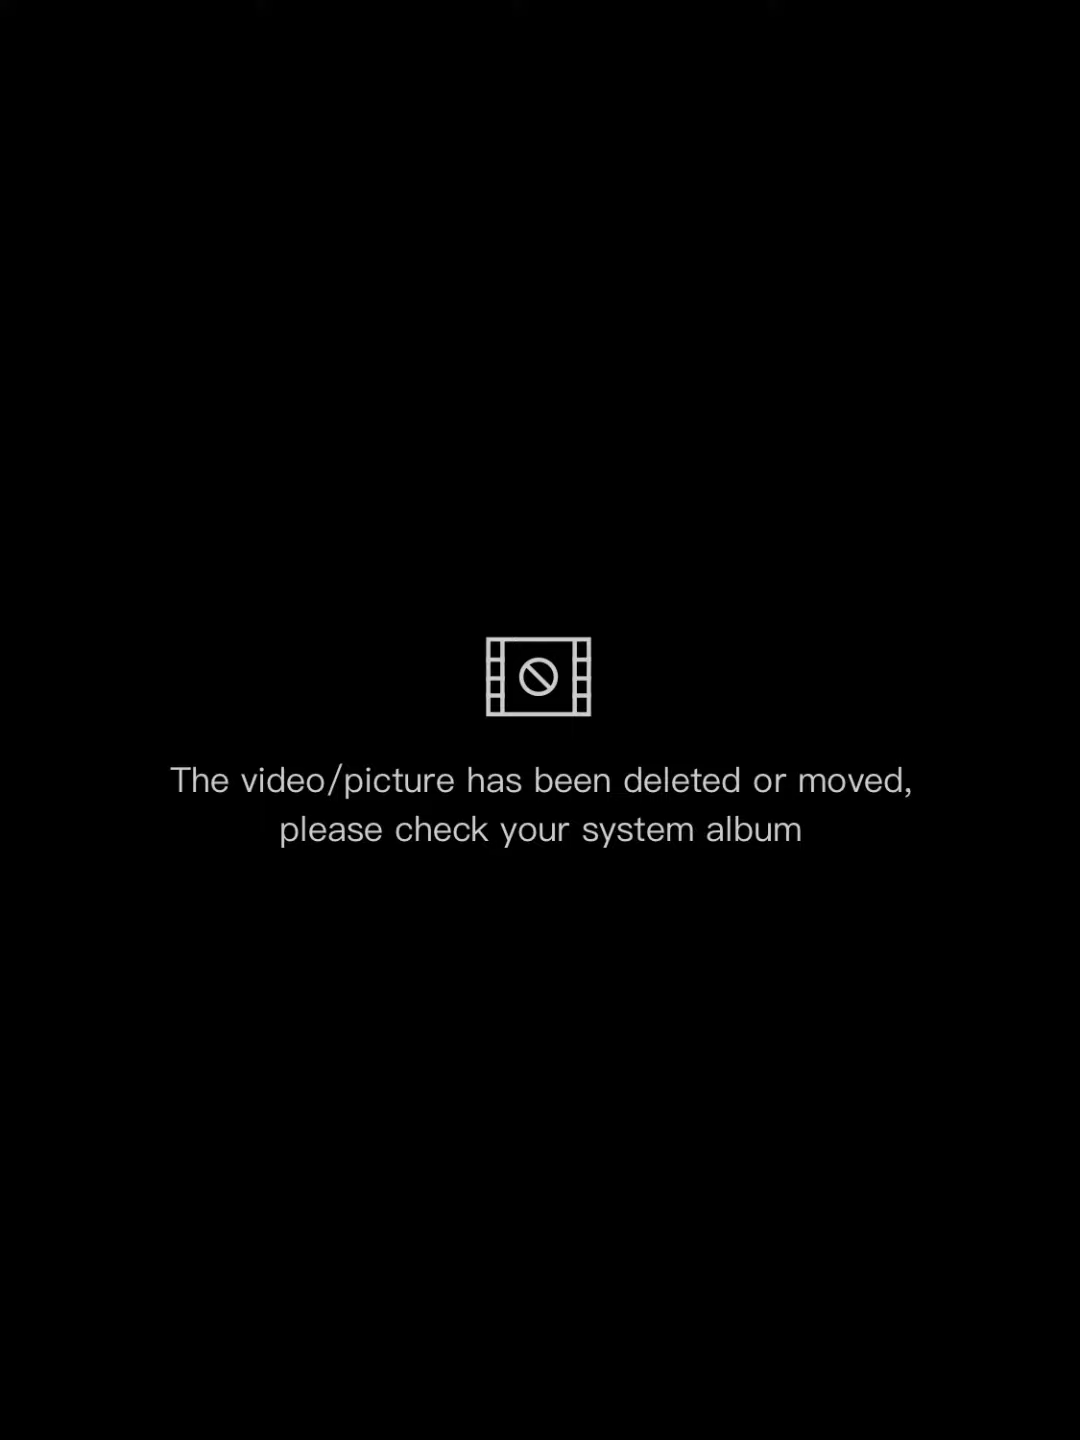 The video/picture has been deleted or moved,
please check your system album